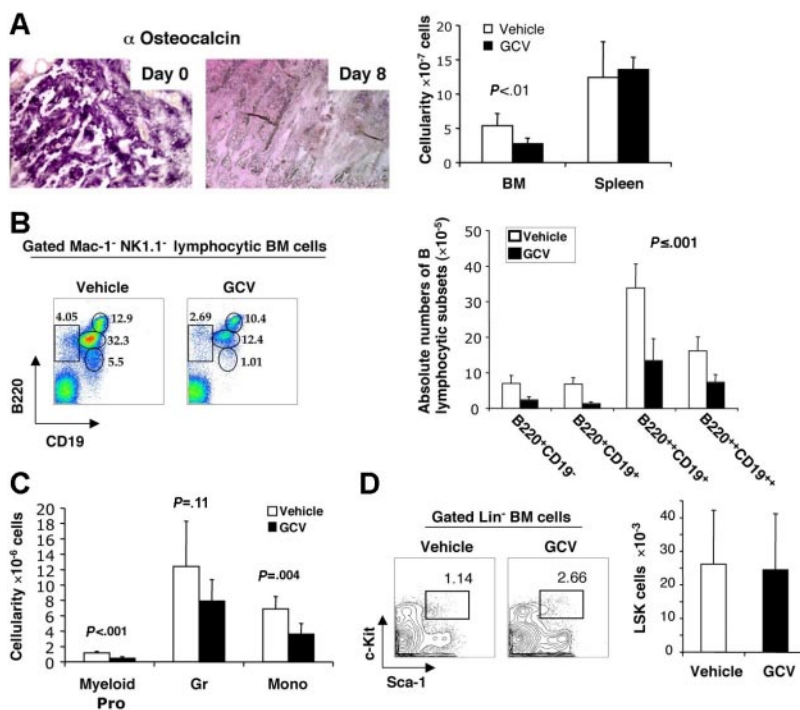 A
α Osteocalcin
Day 0
Day 8
Cellularity ×10⁻⁷ cells
20
15
10
5
0
Vehicle
GCV
P<.01
BM
Spleen
B
Gated Mac-1⁻ NK1.1⁻ lymphocytic BM cells
Vehicle
GCV
4.05
12.9
32.3
5.5
2.69
10.4
12.4
1.01
B220
CD19
Absolute numbers of B
lymphocytic subsets (×10⁻⁵)
50
40
30
20
10
0
Vehicle
GCV
P≤.001
B220⁺CD19⁻
B220⁺CD19⁺
B220⁺⁺CD19⁺
B220⁺⁺CD19⁺⁺
C
Cellularity ×10⁻⁶ cells
20
18
16
14
12
10
8
6
4
2
0
P=.11
Vehicle
GCV
P=.004
P<.001
Myeloid
Pro
Gr
Mono
D
Gated Lin⁻ BM cells
Vehicle
GCV
1.14
2.66
c-Kit
Sca-1
LSK cells ×10⁻³
40
30
20
10
0
Vehicle
GCV